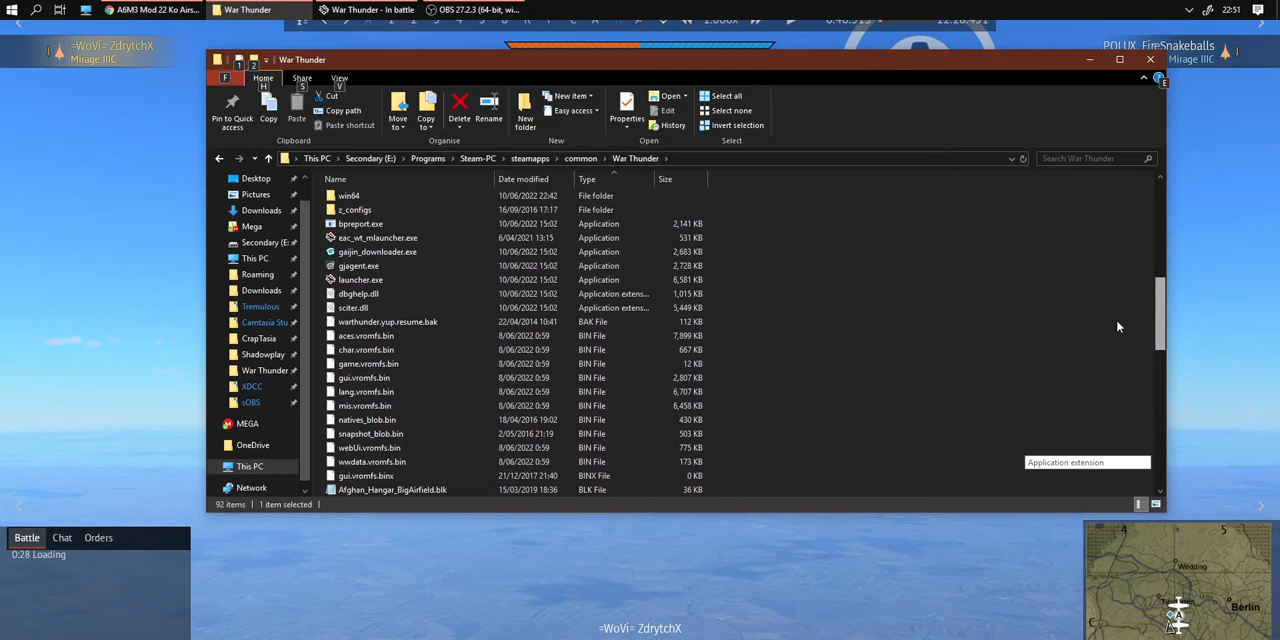 A6M3 Mod 22 Ko Airs...
War Thunder
War Thunder - In battle
OBS 27.2.3 (64-bit, wi...
22:51
=WoVi= ZdrytchX
Mirage IIIC
POLUX_FireSnakeballs
Mirage IIIC
War Thunder
1 2
F Home Share View
H S V E
Pin to Quick access
Copy
Paste
Cut
Copy path
Paste shortcut
Move to
Copy to
Delete
Rename
New folder
New item
Easy access
Properties
Open
Edit
History
Select all
Select none
Invert selection
Clipboard
Organise
New
Open
Select
This PC
Secondary (E:)
Programs
Steam-PC
steamapps
common
War Thunder
Search War Thunder
Name Date modified Type Size
Desktop
Pictures
Downloads
Mega
Secondary (E:
This PC
Roaming
Downloads
Tremulous
Camtasia Stu
CrapTasia
Shadowplay
War Thunder
XDCC
sOBS
MEGA
OneDrive
This PC
Network
win64 10/06/2022 22:42 File folder
z_configs 16/09/2016 17:17 File folder
bpreport.exe 10/06/2022 15:02 Application 2,141 KB
eac_wt_mlauncher.exe 6/04/2021 13:15 Application 531 KB
gaijin_downloader.exe 10/06/2022 15:02 Application 2,683 KB
gjagent.exe 10/06/2022 15:02 Application 2,728 KB
launcher.exe 10/06/2022 15:02 Application 6,581 KB
dbghelp.dll 10/06/2022 15:02 Application extens... 1,015 KB
sciter.dll 10/06/2022 15:02 Application extens... 5,449 KB
warthunder.yup.resume.bak 22/04/2014 10:41 BAK File 112 KB
aces.vromfs.bin 8/06/2022 0:59 BIN File 7,899 KB
char.vromfs.bin 8/06/2022 0:59 BIN File 667 KB
game.vromfs.bin 8/06/2022 0:59 BIN File 12 KB
gui.vromfs.bin 8/06/2022 0:59 BIN File 2,807 KB
lang.vromfs.bin 8/06/2022 0:59 BIN File 6,707 KB
mis.vromfs.bin 8/06/2022 0:59 BIN File 6,458 KB
natives_blob.bin 18/04/2016 19:02 BIN File 430 KB
snapshot_blob.bin 2/05/2016 21:19 BIN File 503 KB
webUi.vromfs.bin 8/06/2022 0:59 BIN File 775 KB
wwdata.vromfs.bin 8/06/2022 0:59 BIN File 173 KB
gui.vromfs.binx 21/12/2017 21:40 BINX File 0 KB
Afghan_Hangar_BigAirfield.blk 15/03/2019 18:36 BLK File 36 KB
Application extension
92 items
1 item selected
Battle Chat Orders
0:28 Loading
=WoVi= ZdrytchX
4 5
Wedding
Berlin
C
A